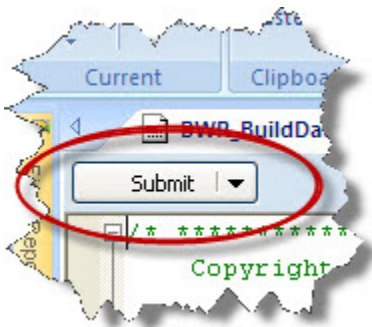 Current Clipboa
BWP_BuildDa
Submit
/* ***********
Copyright